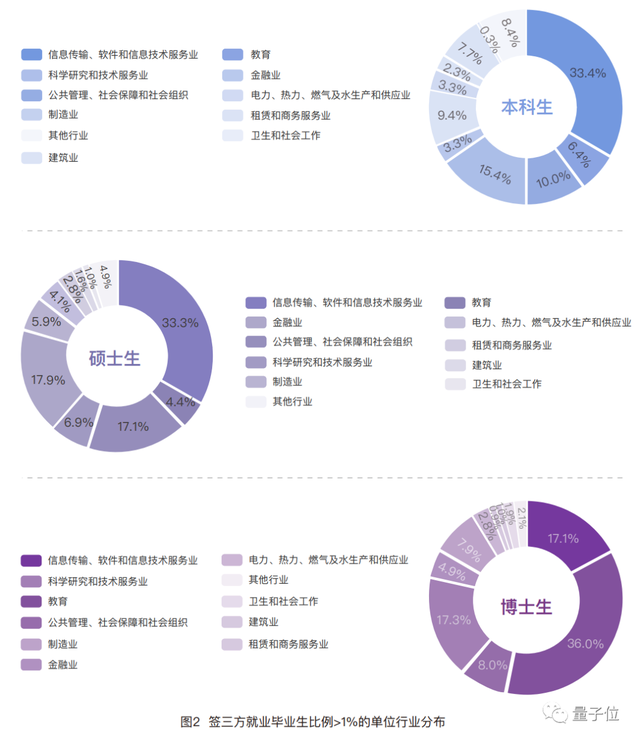 信息传输、软件和信息技术服务业
科学研究和技术服务业
公共管理、社会保障和社会组织
制造业
其他行业
建筑业
教育
金融业
电力、热力、燃气及水生产和供应业
租赁和商务服务业
卫生和社会工作
本科生
33.4%
6.4%
10.0%
15.4%
3.3%
9.4%
3.3%
2.3%
7.7%
0.3%
8.4%
硕士生
33.3%
4.4%
17.1%
6.9%
17.9%
5.9%
4.1%
2.8%
1.6%
1.0%
4.9%
信息传输、软件和信息技术服务业
金融业
公共管理、社会保障和社会组织
科学研究和技术服务业
制造业
其他行业
教育
电力、热力、燃气及水生产和供应业
租赁和商务服务业
建筑业
卫生和社会工作
信息传输、软件和信息技术服务业
科学研究和技术服务业
教育
公共管理、社会保障和社会组织
制造业
金融业
电力、热力、燃气及水生产和供应业
其他行业
卫生和社会工作
建筑业
租赁和商务服务业
博士生
17.1%
36.0%
8.0%
17.3%
4.9%
7.9%
2.8%
0.9%
1.0%
1.9%
2.1%
图2 签三方就业毕业生比例>1%的单位行业分布
量子位